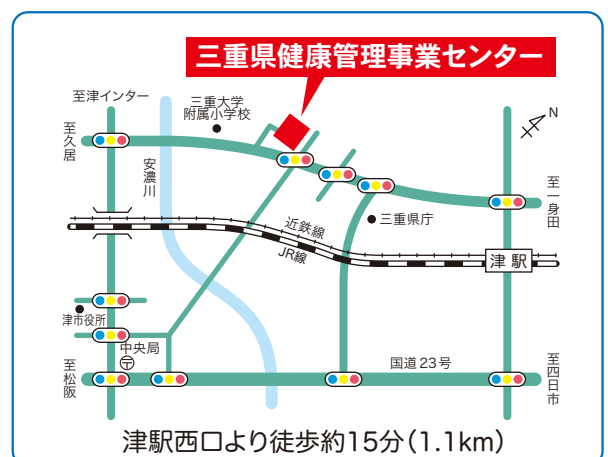 三重県健康管理事業センター
至津インター
三重大学
附属小学校
N
至久居
安濃川
至一身田
近鉄線
三重県庁
JR線
津駅
津市役所
中央局
〒
国道23号
至松阪
至四日市
津駅西口より徒歩約15分(1.1km)